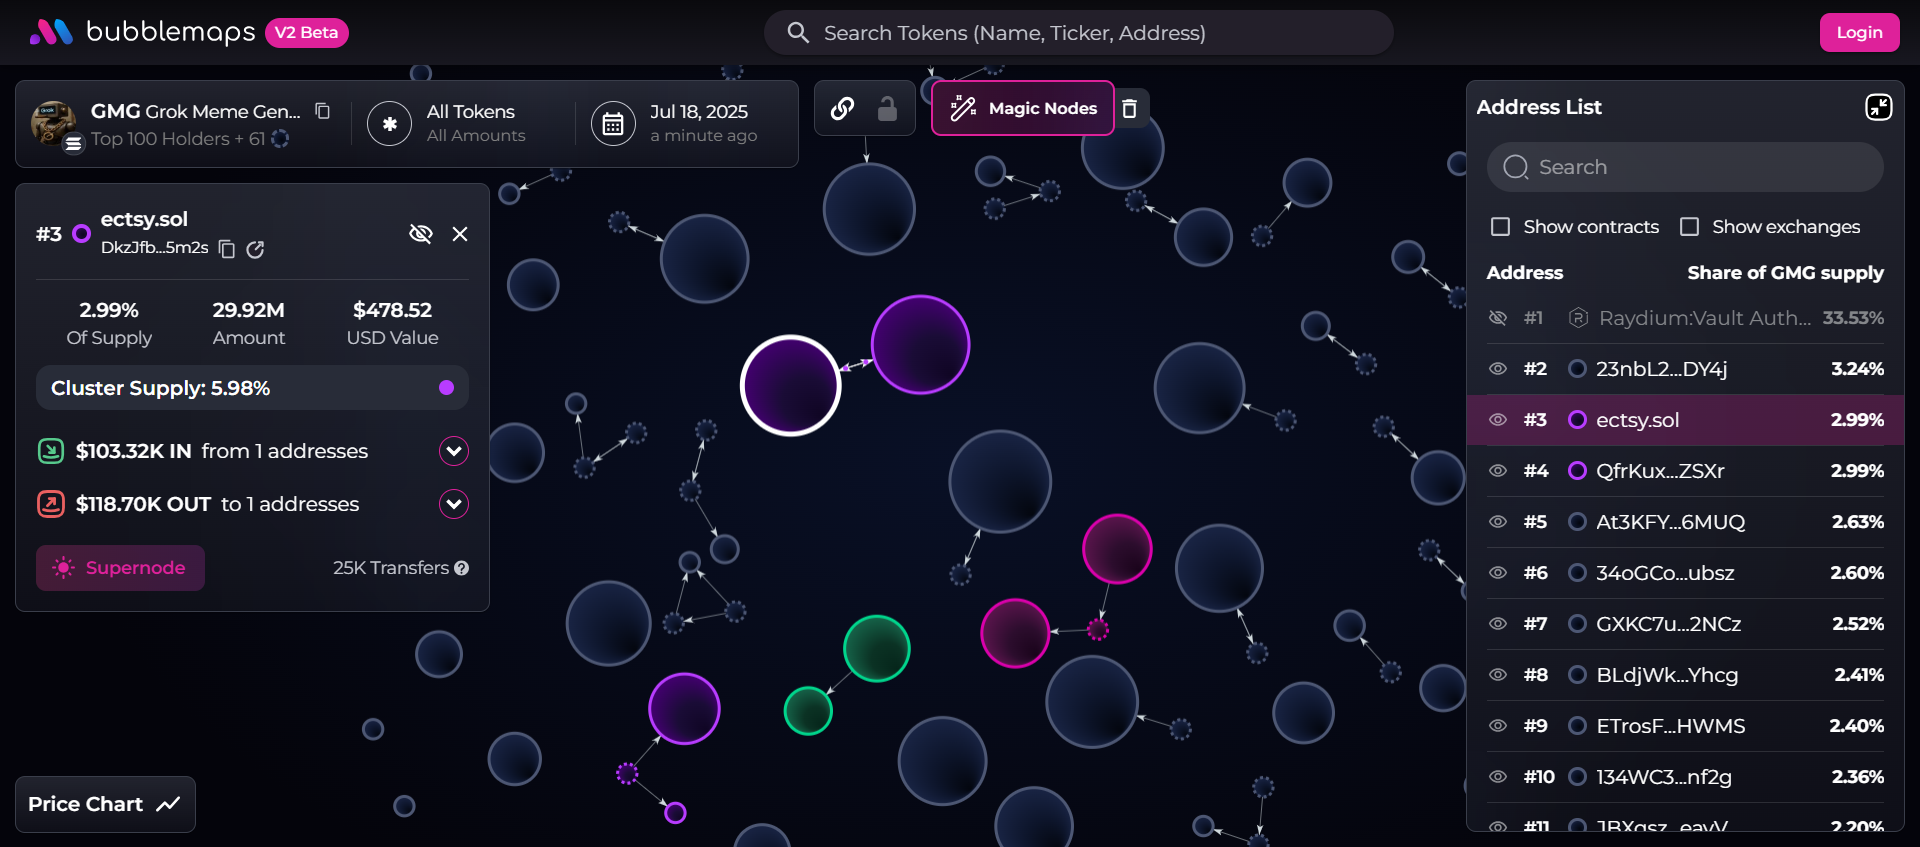 bubblemaps V2 Beta
Search Tokens (Name, Ticker, Address)
Login
GMG Grok Meme Gen...
Top 100 Holders + 61
All Tokens
All Amounts
Jul 18, 2025
a minute ago
Magic Nodes
#3 ectsy.sol
DkzJfb...5m2s
2.99% 29.92M $478.52
Of Supply Amount USD Value
Cluster Supply: 5.98%
$103.32K IN from 1 addresses
$118.70K OUT to 1 addresses
Supernode 25K Transfers
Price Chart
Address List
Search
Show contracts Show exchanges
Address Share of GMG supply
#1 Raydium:Vault Auth... 33.53%
#2 23nbL2...DY4j 3.24%
#3 ectsy.sol 2.99%
#4 QfrKux...ZSXr 2.99%
#5 At3KFY...6MUQ 2.63%
#6 34oGCo...ubsz 2.60%
#7 GXKC7u...2NCz 2.52%
#8 BLdjWk...Yhcg 2.41%
#9 ETrosF...HWMS 2.40%
#10 134WC3...nf2g 2.36%
#11 2.20%